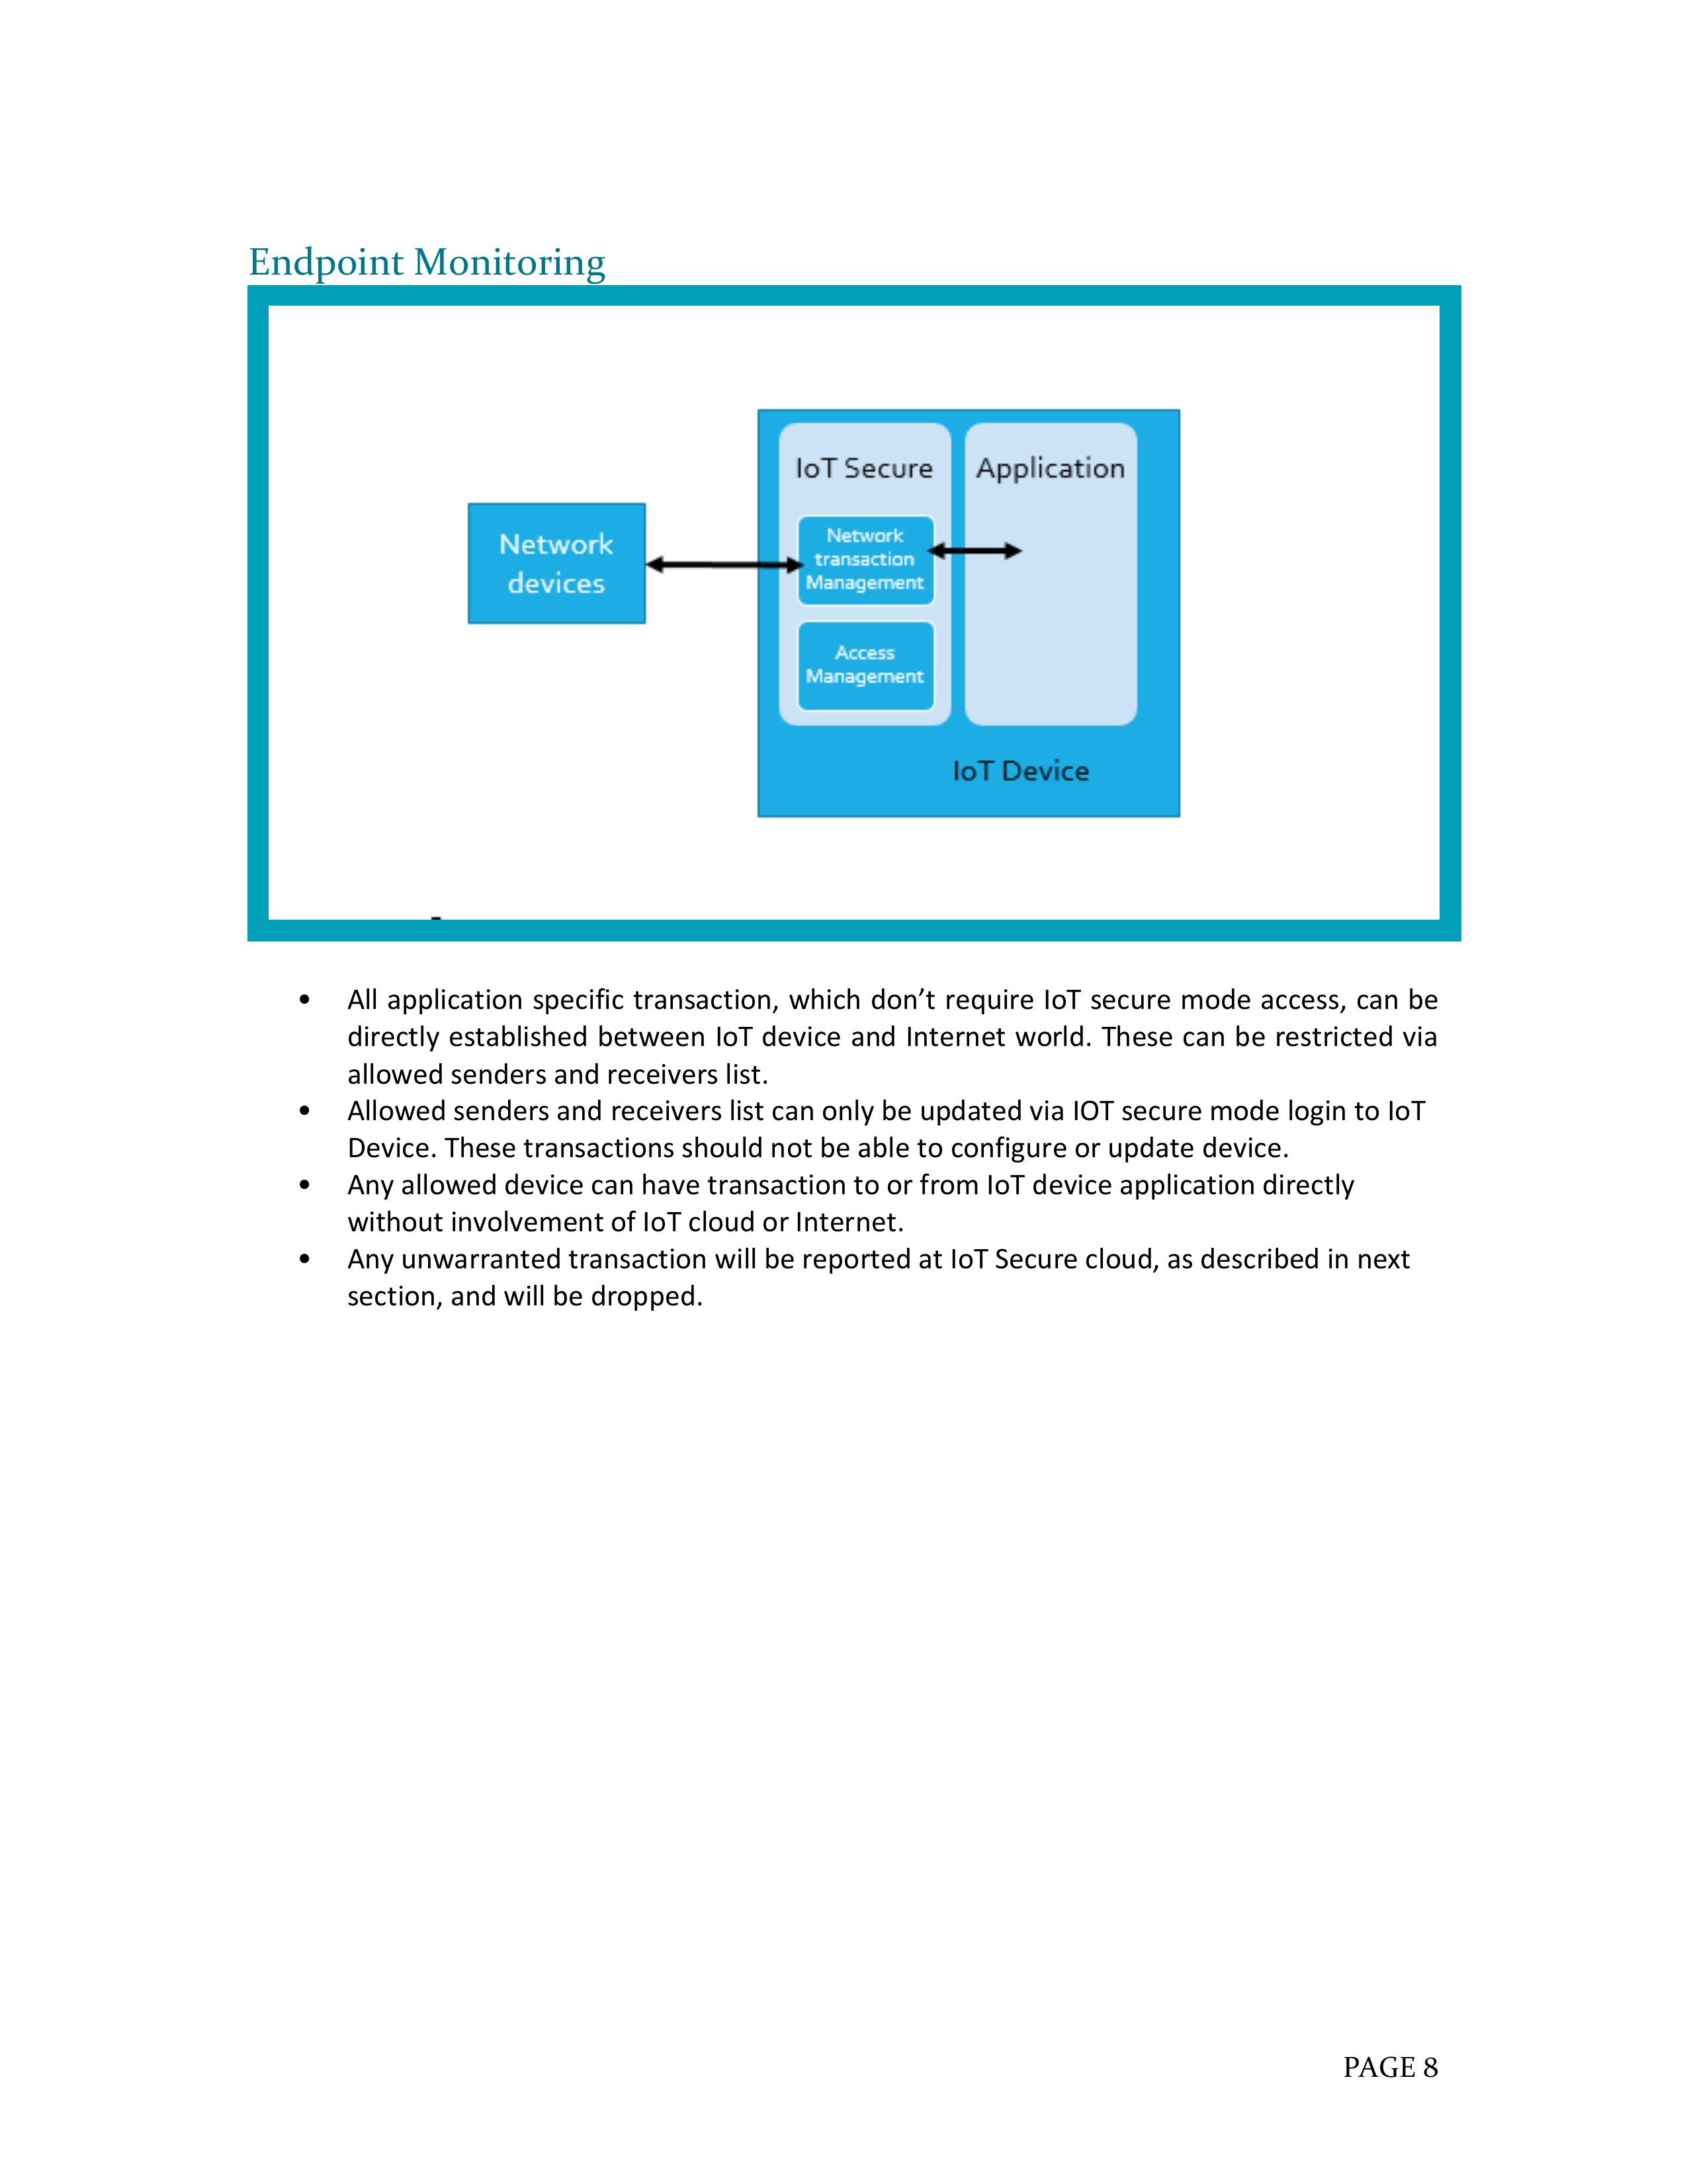 Endpoint Monitoring
IoT Secure
Application
Network
devices
Network
transaction
Management
Access
Management
IoT Device
• All application specific transaction, which don’t require IoT secure mode access, can be
directly established between IoT device and Internet world. These can be restricted via
allowed senders and receivers list.
• Allowed senders and receivers list can only be updated via IOT secure mode login to IoT
Device. These transactions should not be able to configure or update device.
• Any allowed device can have transaction to or from IoT device application directly
without involvement of IoT cloud or Internet.
• Any unwarranted transaction will be reported at IoT Secure cloud, as described in next
section, and will be dropped.
PAGE 8